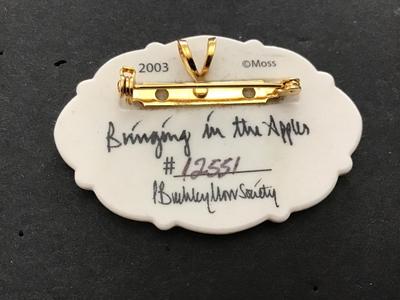 2003 ©Moss
Bringing in the Apples
# 12551
P Buckley Moss Society